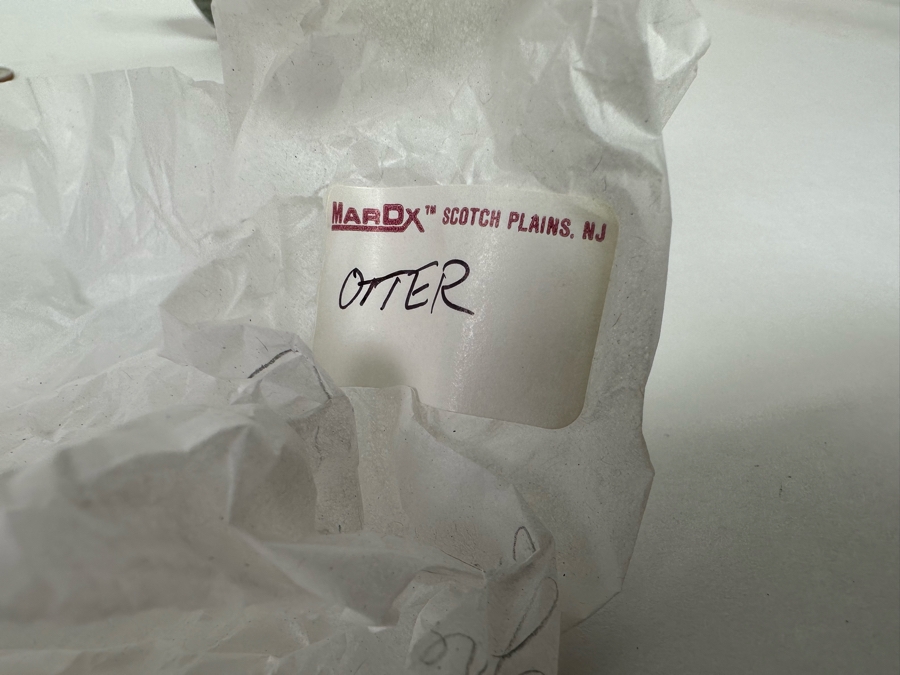 MARDX™ SCOTCH PLAINS, NJ
OTTER